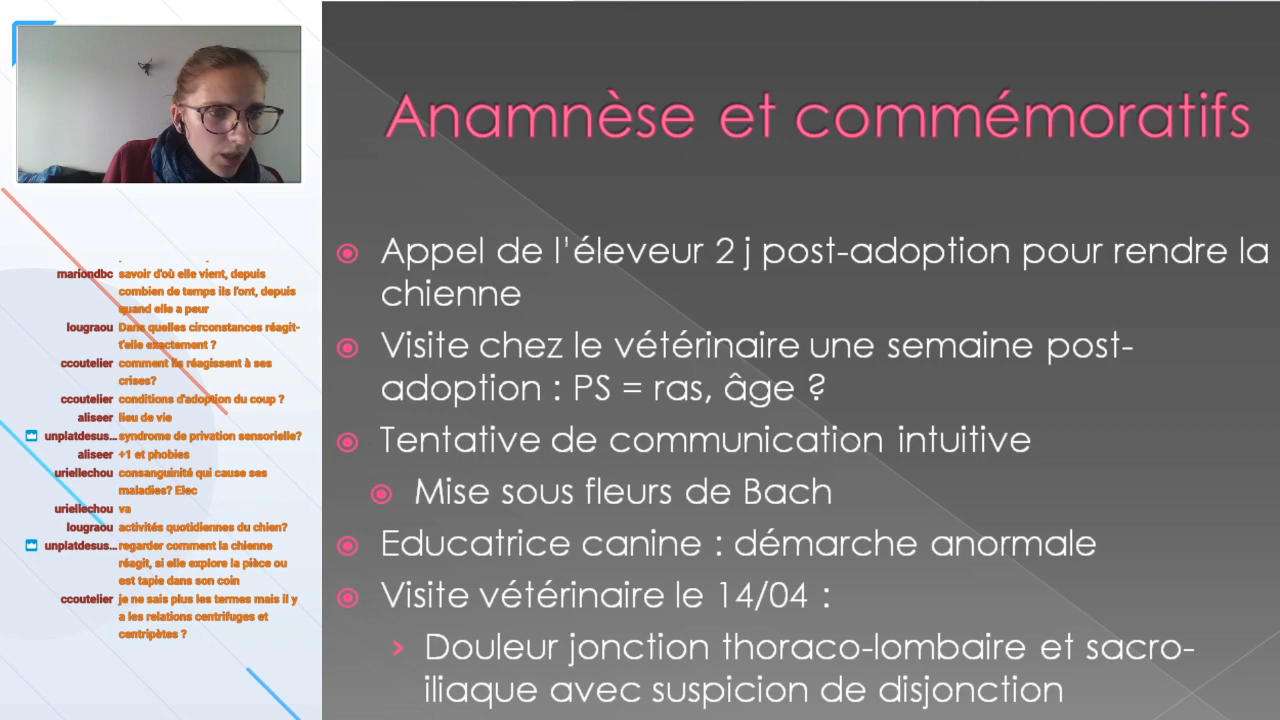 Anamnèse et commémoratifs
Appel de l'éleveur 2 j post-adoption pour rendre la
chienne
Visite chez le vétérinaire une semaine post-
adoption : PS = ras, âge ?
Tentative de communication intuitive
Mise sous fleurs de Bach
Educatrice canine : démarche anormale
Visite vétérinaire le 14/04 :
Douleur jonction thoraco-lombaire et sacro-
iliaque avec suspicion de disjonction
mariondbc savoir d'où elle vient, depuis
combien de temps ils l'ont, depuis
quand elle a peur
lougraou Dans quelles circonstances réagit-
t'elle exactement ?
ccoutelier comment ils réagissent à ses
crises?
ccoutelier conditions d'adoption du coup ?
aliseer lieu de vie
unplatdesus... syndrome de privation sensorielle?
aliseer +1 et phobies
uriellechou consanguinité qui cause ses
maladies? Elec
uriellechou va
lougraou activités quotidiennes du chien?
unplatdesus... regarder comment la chienne
réagit, si elle explore la pièce ou
est tapie dans son coin
ccoutelier je ne sais plus les termes mais il y
a les relations centrifuges et
centripètes ?